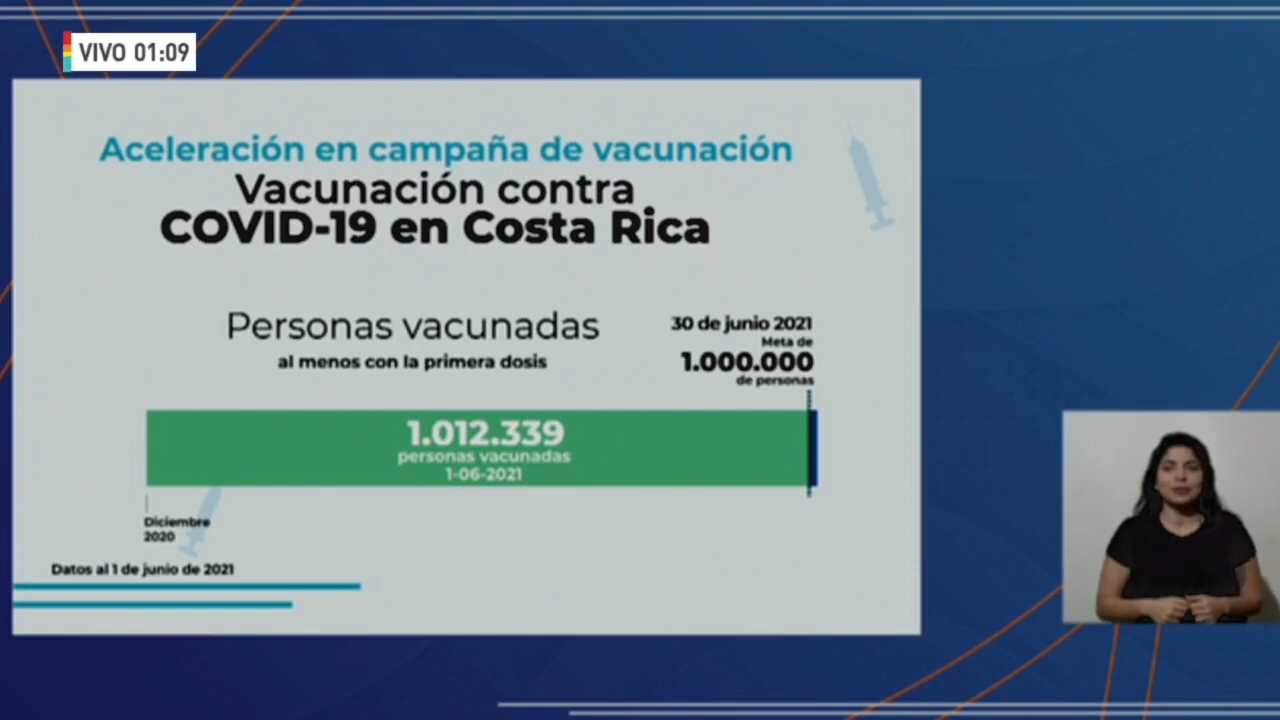 VIVO 01:09
Aceleración en campaña de vacunación
Vacunación contra
COVID-19 en Costa Rica
Personas vacunadas
al menos con la primera dosis
30 de junio 2021
Meta de
1.000.000
de personas
1.012.339
personas vacunadas
1-06-2021
Diciembre
2020
Datos al 1 de junio de 2021